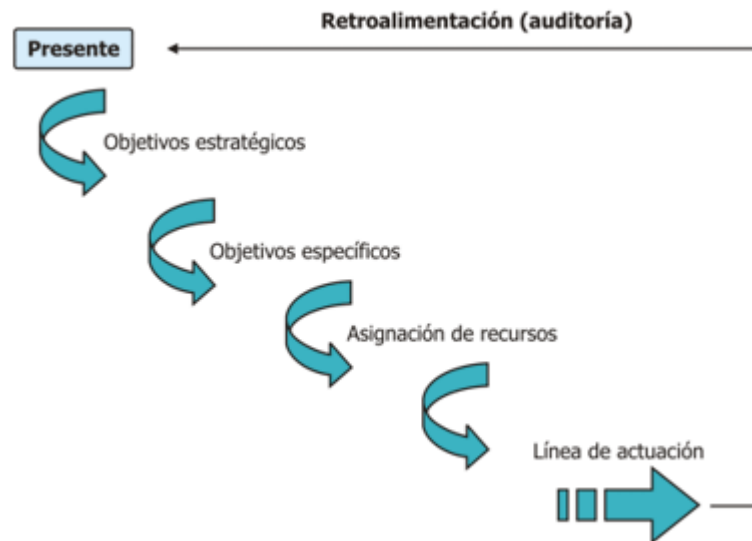 Retroalimentación (auditoría)
Presente
Objetivos estratégicos
Objetivos específicos
Asignación de recursos
Línea de actuación